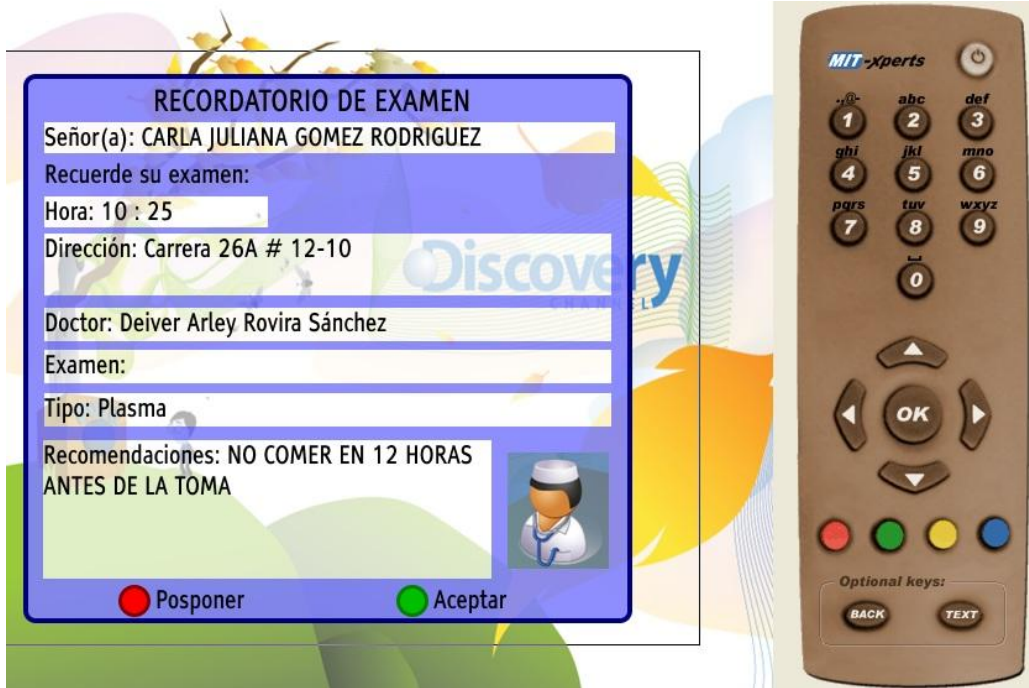 RECORDATORIO DE EXAMEN
Señor(a): CARLA JULIANA GOMEZ RODRIGUEZ
Recuerde su examen:
Hora: 10 : 25
Dirección: Carrera 26A # 12-10
Discovery
CHANNEL
Doctor: Deiver Arley Rovira Sánchez
Examen:
Tipo: Plasma
Recomendaciones: NO COMER EN 12 HORAS
ANTES DE LA TOMA
Posponer Aceptar
MIT-xperts
.,@- abc def
1 2 3
ghi jkl mno
4 5 6
pqrs tuv wxyz
7 8 9
0
OK
Optional keys:
BACK TEXT